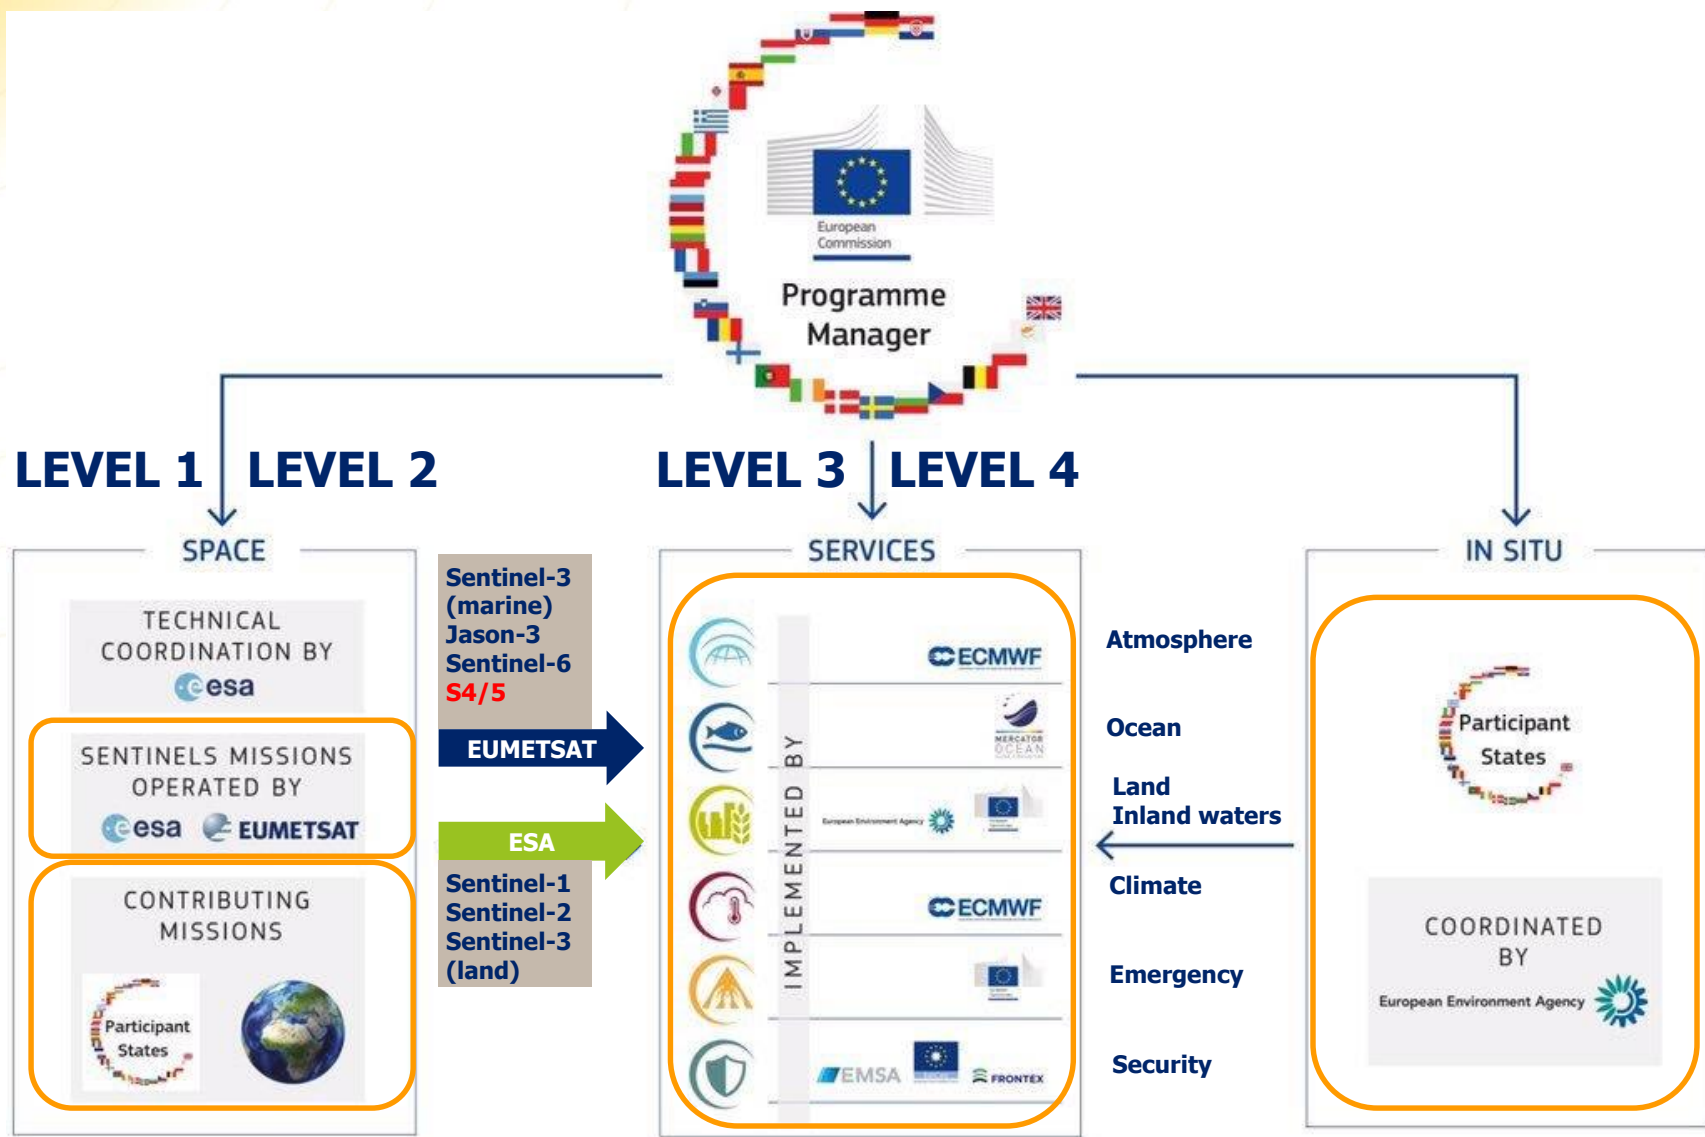 European
Commission
Programme
Manager
LEVEL 1
LEVEL 2
LEVEL 3
LEVEL 4
SPACE
TECHNICAL
COORDINATION BY
esa
SENTINELS MISSIONS
OPERATED BY
esa EUMETSAT
CONTRIBUTING
MISSIONS
Participant
States
Sentinel-3
(marine)
Jason-3
Sentinel-6
S4/5
EUMETSAT
ESA
Sentinel-1
Sentinel-2
Sentinel-3
(land)
SERVICES
IMPLEMENTED BY
ECMWF
MERCATOR
OCEAN
European Environment Agency
ECMWF
EMSA
FRONTEX
Atmosphere
Ocean
Land
Inland waters
Climate
Emergency
Security
IN SITU
Participant
States
COORDINATED
BY
European Environment Agency